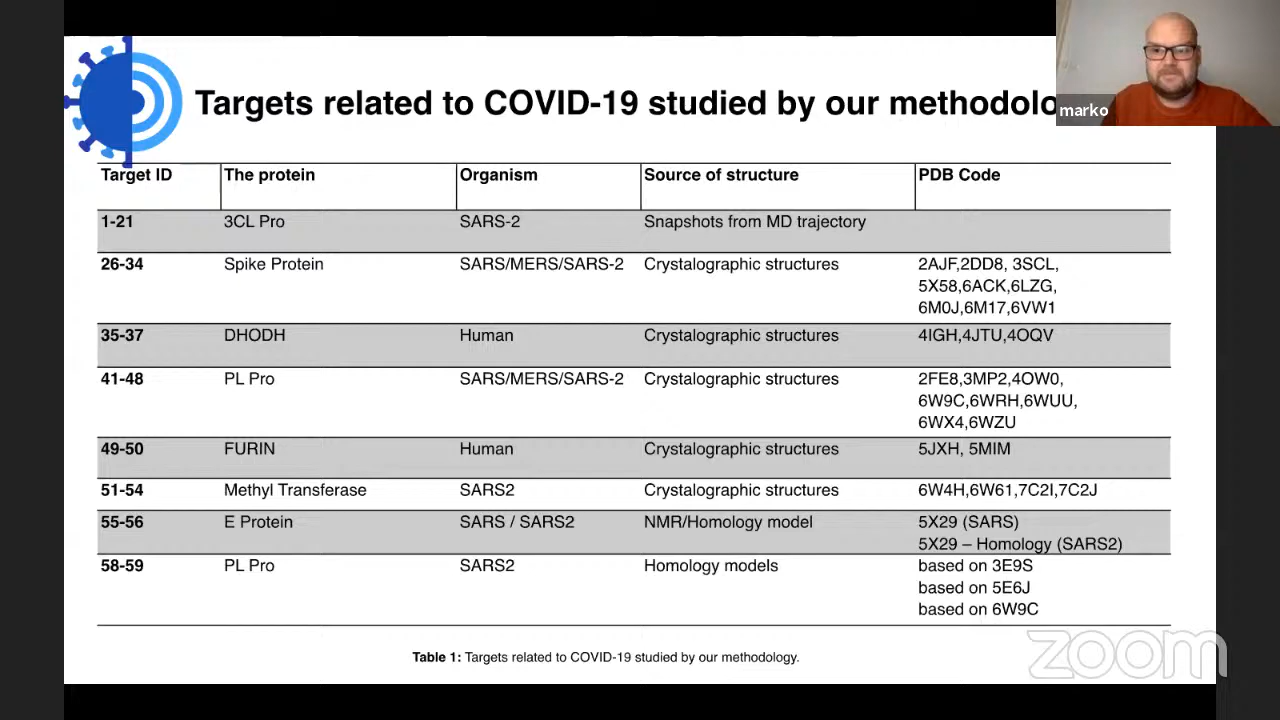 Targets related to COVID-19 studied by our methodolo
marko
Target ID The protein Organism Source of structure PDB Code
1-21 3CL Pro SARS-2 Snapshots from MD trajectory
26-34 Spike Protein SARS/MERS/SARS-2 Crystalographic structures 2AJF,2DD8, 3SCL,
5X58,6ACK,6LZG,
6M0J,6M17,6VW1
35-37 DHODH Human Crystalographic structures 4IGH,4JTU,4OQV
41-48 PL Pro SARS/MERS/SARS-2 Crystalographic structures 2FE8,3MP2,4OW0,
6W9C,6WRH,6WUU,
6WX4,6WZU
49-50 FURIN Human Crystalographic structures 5JXH, 5MIM
51-54 Methyl Transferase SARS2 Crystalographic structures 6W4H,6W61,7C2I,7C2J
55-56 E Protein SARS / SARS2 NMR/Homology model 5X29 (SARS)
5X29 – Homology (SARS2)
58-59 PL Pro SARS2 Homology models based on 3E9S
based on 5E6J
based on 6W9C
Table 1: Targets related to COVID-19 studied by our methodology.
zoom